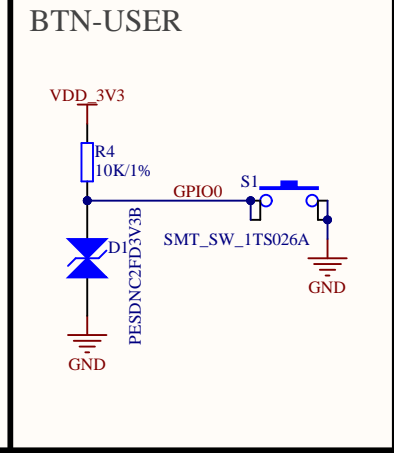 BTN-USER
VDD_3V3
R4
10K/1%
GPIO0
S1
SMT_SW_1TS026A
D1
PESDNC2FD3V3B
GND
GND